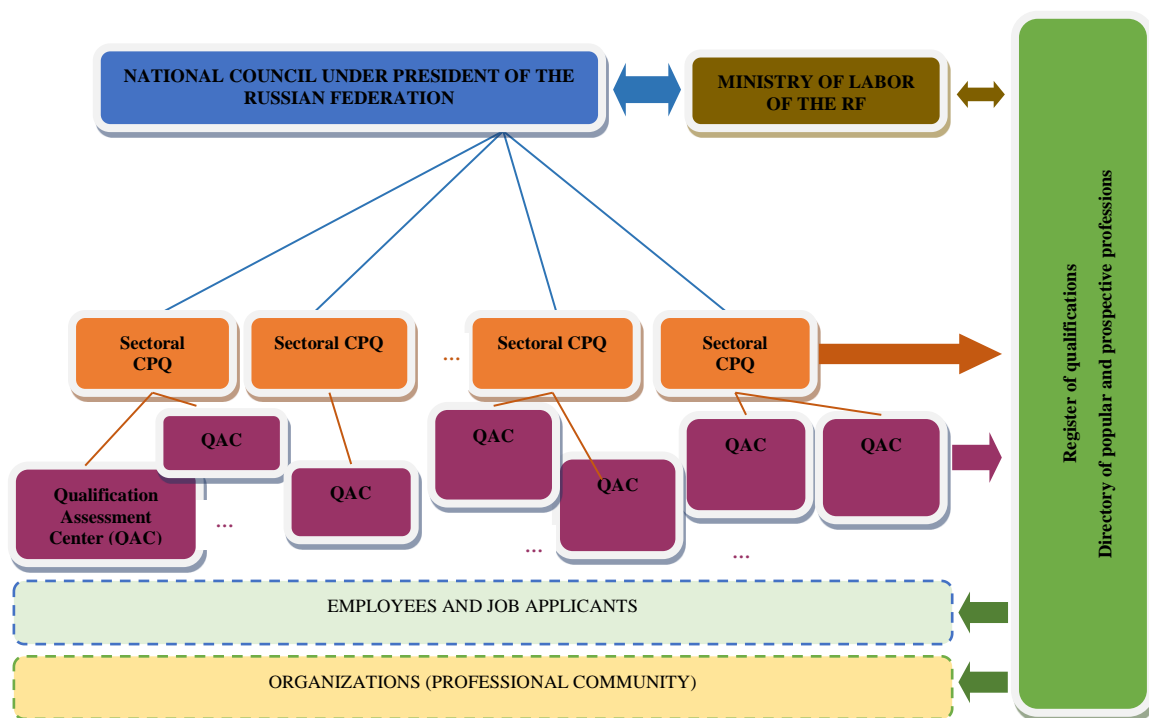 NATIONAL COUNCIL UNDER PRESIDENT OF THE
RUSSIAN FEDERATION
MINISTRY OF LABOR
OF THE RF
Register of qualifications
Directory of popular and prospective professions
Sectoral
CPQ
Sectoral CPQ
...
Sectoral CPQ
Sectoral
CPQ
QAC
QAC
QAC
QAC
Qualification
Assessment
Center (QAC)
...
QAC
QAC
...
...
EMPLOYEES AND JOB APPLICANTS
ORGANIZATIONS (PROFESSIONAL COMMUNITY)